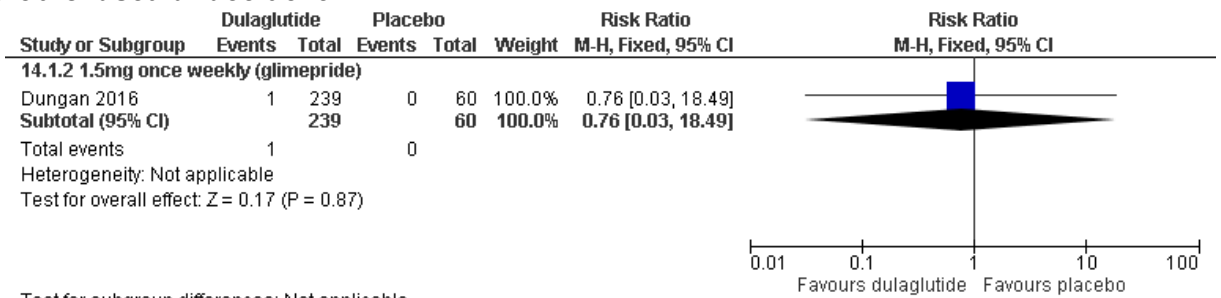 Dulaglutide Placebo Risk Ratio Risk Ratio
Study or Subgroup Events Total Events Total Weight M-H, Fixed, 95% CI M-H, Fixed, 95% CI
14.1.2 1.5mg once weekly (glimepride)
Dungan 2016 1 239 0 60 100.0% 0.76 [0.03, 18.49]
Subtotal (95% CI) 239 60 100.0% 0.76 [0.03, 18.49]
Total events 1 0
Heterogeneity: Not applicable
Test for overall effect: Z = 0.17 (P = 0.87)
0.01 0.1 1 10 100
Favours dulaglutide Favours placebo
Test for subgroup differences: Not applicable